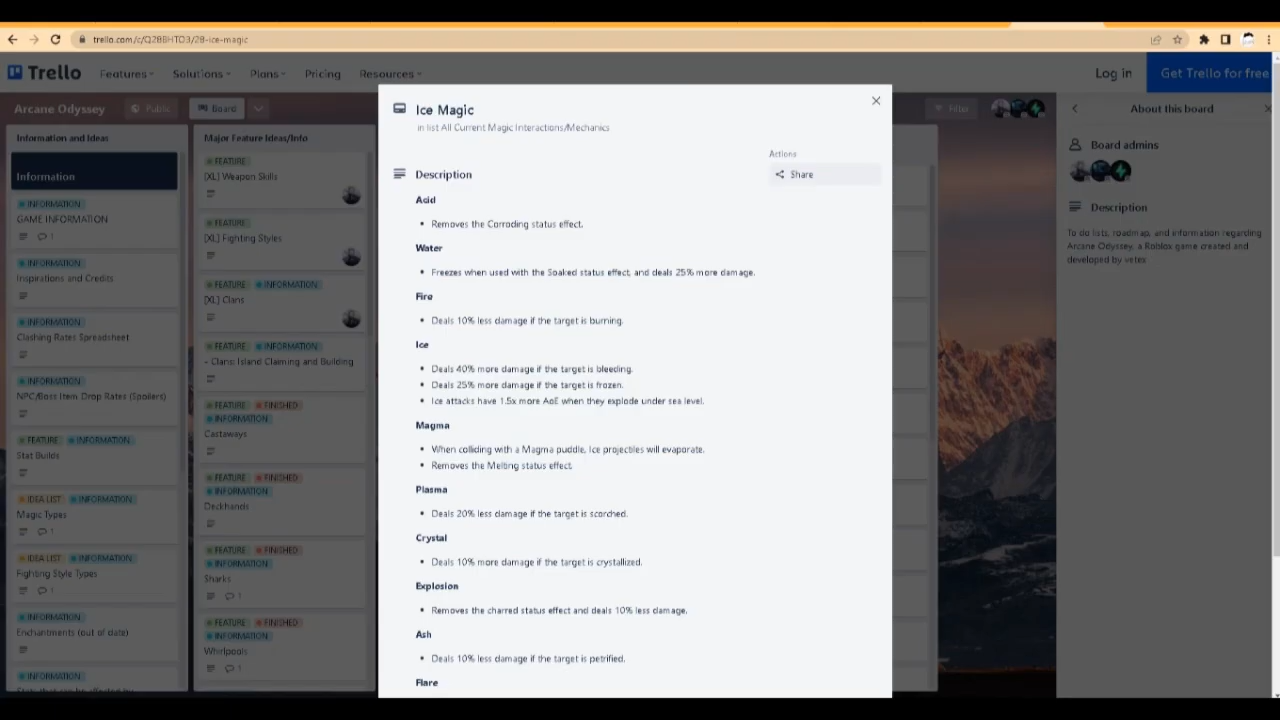 trello.com/c/Q28BHTO3/28-ice-magic
Trello
Features
Solutions
Plans
Pricing
Resources
Log in
Get Trello for free
Arcane Odyssey
Public
Board
Filter
Information and Ideas
Information
INFORMATION
GAME INFORMATION
1
INFORMATION
Inspirations and Credits
INFORMATION
Clashing Rates Spreadsheet
INFORMATION
NPC/Boss Item Drop Rates (Spoilers)
FEATURE INFORMATION
Stat Builds
IDEA LIST INFORMATION
Magic Types
1
IDEA LIST INFORMATION
Fighting Style Types
1
INFORMATION
Enchantments (out of date)
INFORMATION
Major Feature Ideas/Info
FEATURE
[XL] Weapon Skills
FEATURE
[XL] Fighting Styles
FEATURE INFORMATION
[XL] Clans
FEATURE INFORMATION
- Clans: Island Claiming and Building
FEATURE FINISHED
INFORMATION
Castaways
FEATURE FINISHED
INFORMATION
Deckhands
FEATURE FINISHED
INFORMATION
Sharks
1
FEATURE FINISHED
INFORMATION
Whirlpools
1
Ice Magic
in list All Current Magic Interactions/Mechanics
Actions
Share
Description
Acid
• Removes the Corroding status effect.
Water
• Freezes when used with the Soaked status effect, and deals 25% more damage.
Fire
• Deals 10% less damage if the target is burning.
Ice
• Deals 40% more damage if the target is bleeding.
• Deals 25% more damage if the target is frozen.
• Ice attacks have 1.5x more AoE when they explode under sea level.
Magma
• When colliding with a Magma puddle, Ice projectiles will evaporate.
• Removes the Melting status effect.
Plasma
• Deals 20% less damage if the target is scorched.
Crystal
• Deals 10% more damage if the target is crystallized.
Explosion
• Removes the charred status effect and deals 10% less damage.
Ash
• Deals 10% less damage if the target is petrified.
Flare
About this board
Board admins
Description
To do lists, roadmap, and information regarding
Arcane Odyssey, a Roblox game created and
developed by vetex